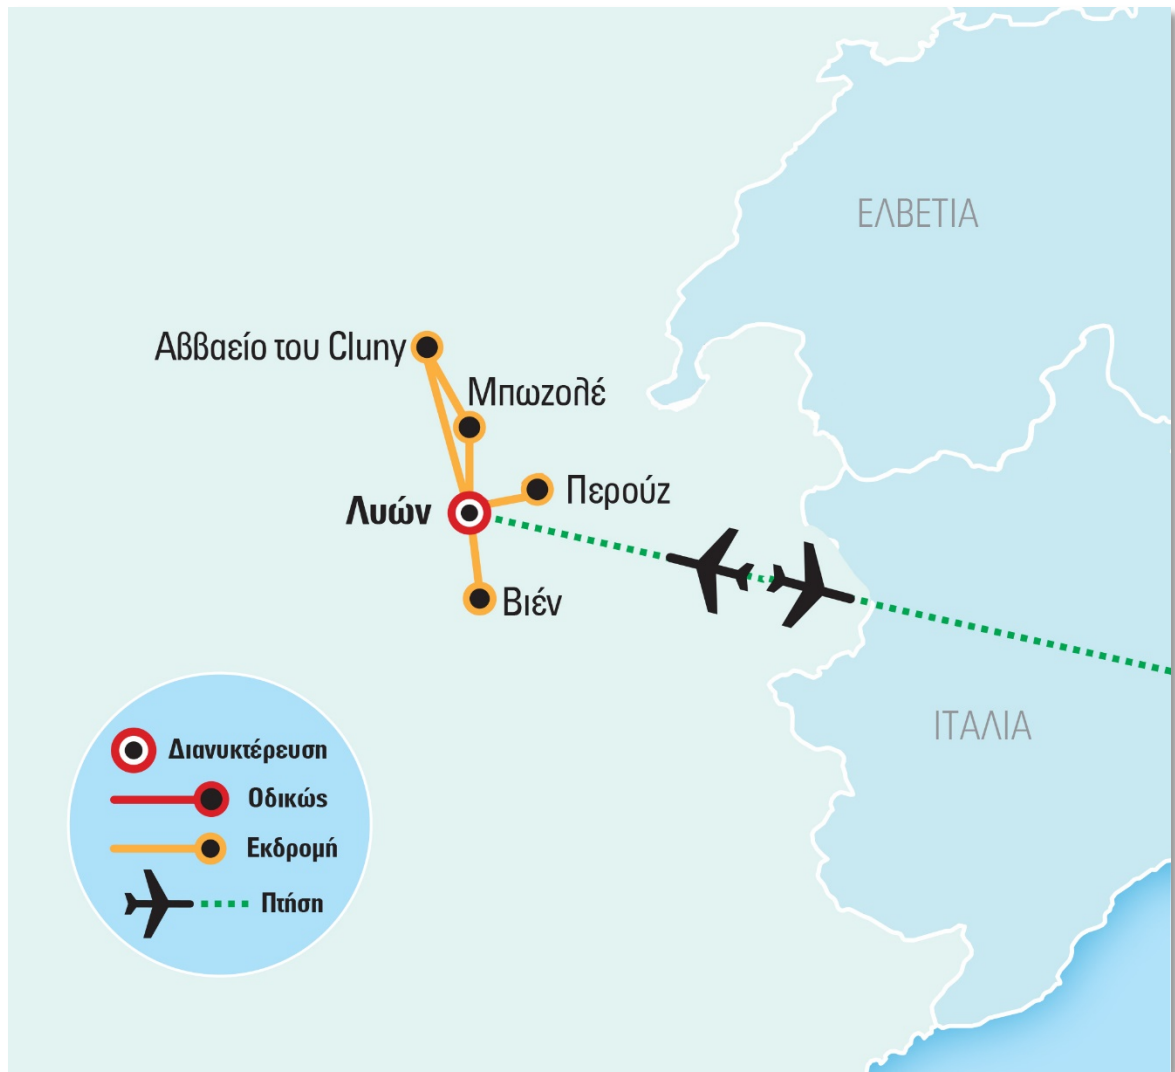 ΕΛΒΕΤΙΑ
Αββαείο του Cluny
Μπωζολέ
Περούζ
Λυών
Βιέν
ΙΤΑΛΙΑ
Διανυκτέρευση
Οδικώς
Εκδρομή
Πτήση